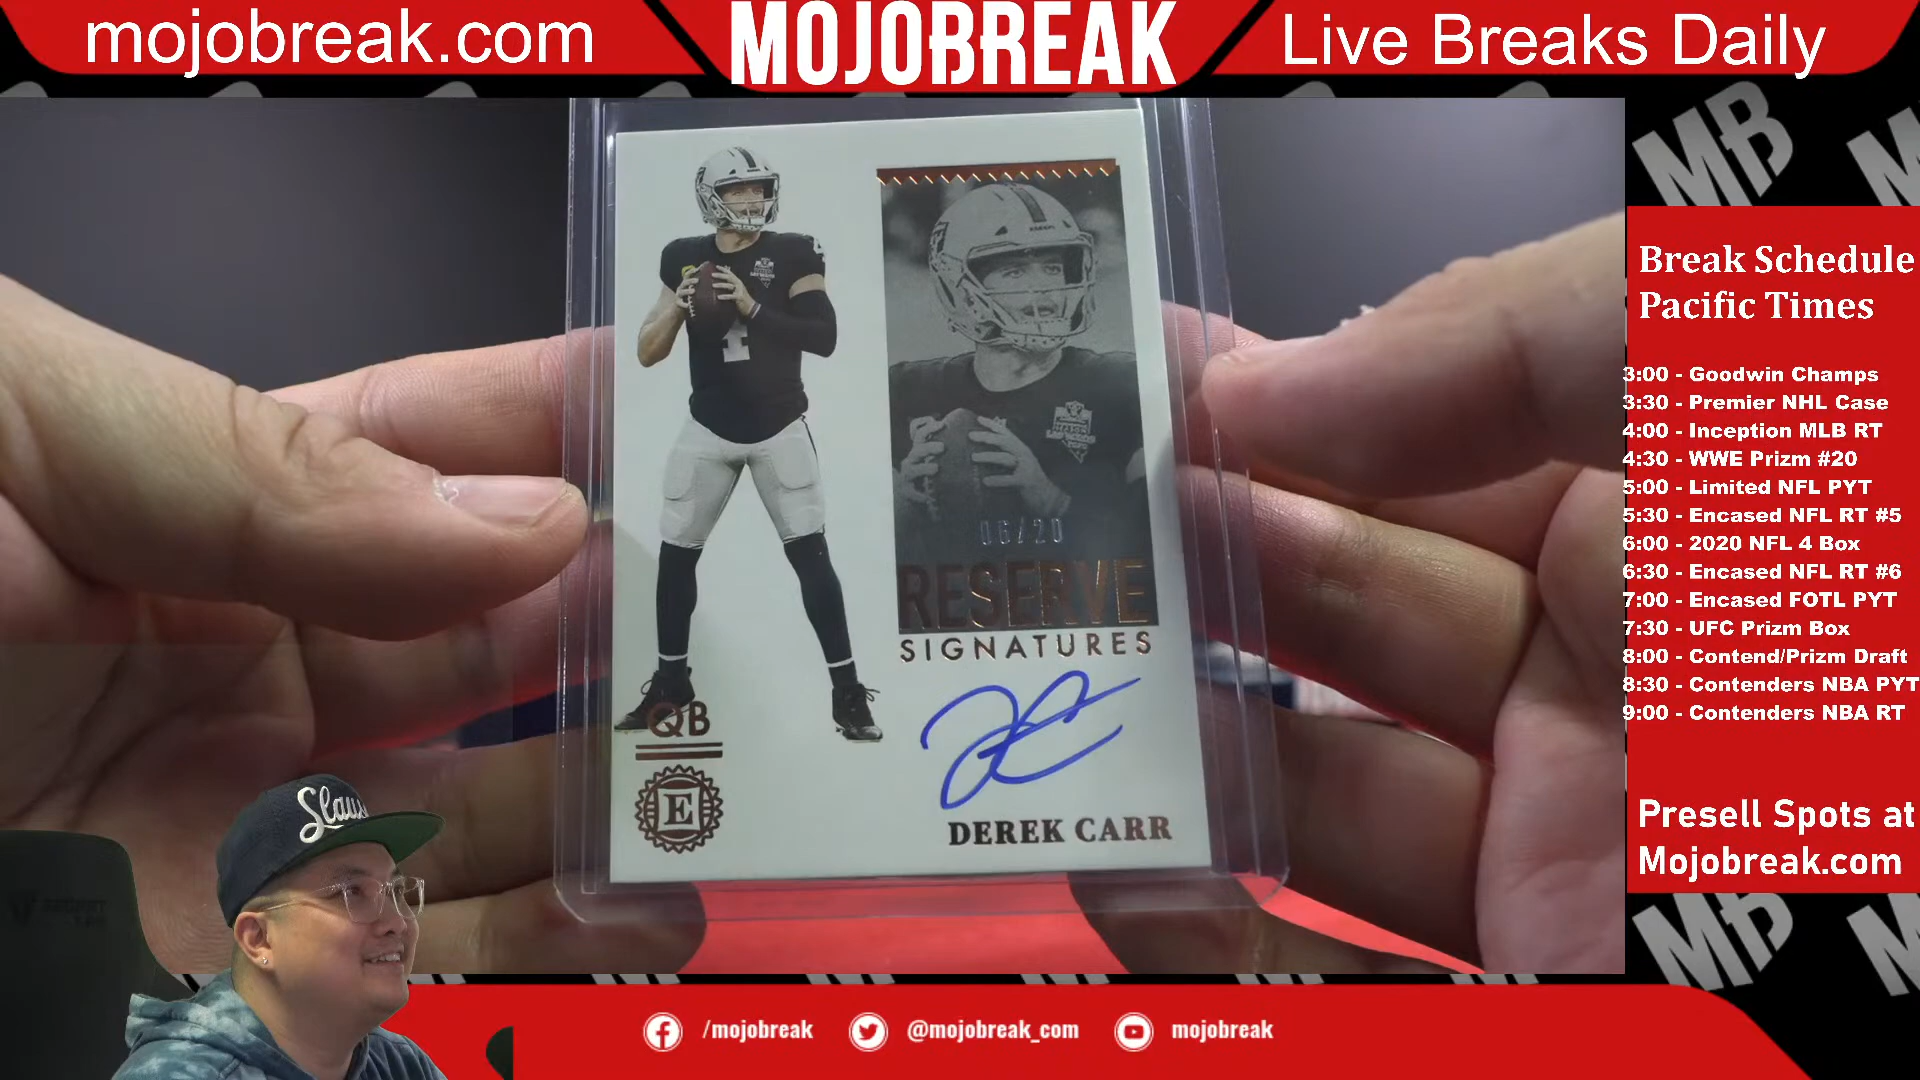 mojobreak.com
MOJOBREAK
Live Breaks Daily
06/20
RESERVE
SIGNATURES
QB
E
DEREK CARR
Slaus
Break Schedule
Pacific Times
3:00 - Goodwin Champs
3:30 - Premier NHL Case
4:00 - Inception MLB RT
4:30 - WWE Prizm #20
5:00 - Limited NFL PYT
5:30 - Encased NFL RT #5
6:00 - 2020 NFL 4 Box
6:30 - Encased NFL RT #6
7:00 - Encased FOTL PYT
7:30 - UFC Prizm Box
8:00 - Contend/Prizm Draft
8:30 - Contenders NBA PYT
9:00 - Contenders NBA RT
Presell Spots at
Mojobreak.com
MB
MB
/mojobreak
@mojobreak_com
mojobreak